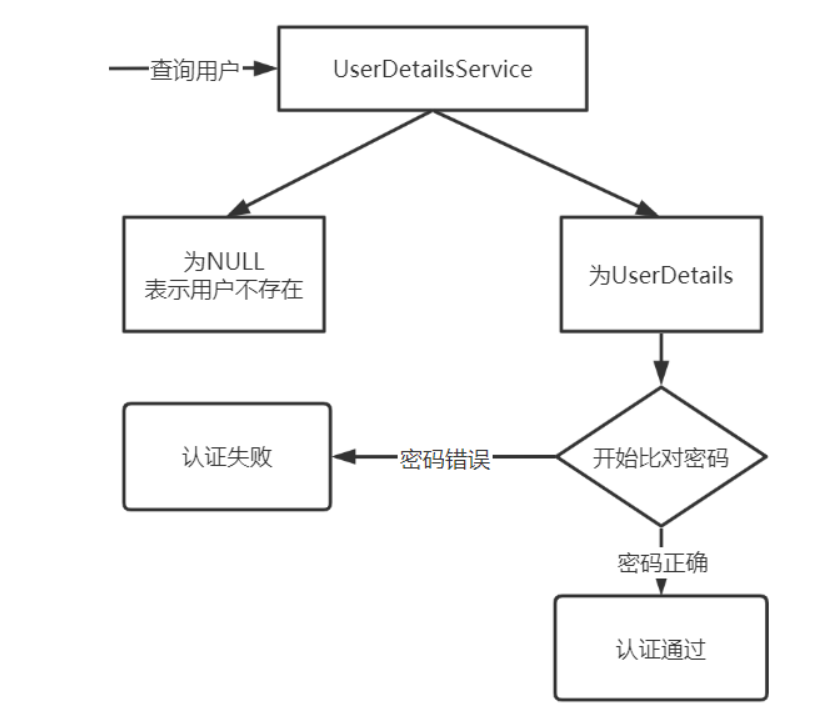 查询用户
UserDetailsService
为NULL
表示用户不存在
为UserDetails
认证失败
密码错误
开始比对密码
密码正确
认证通过